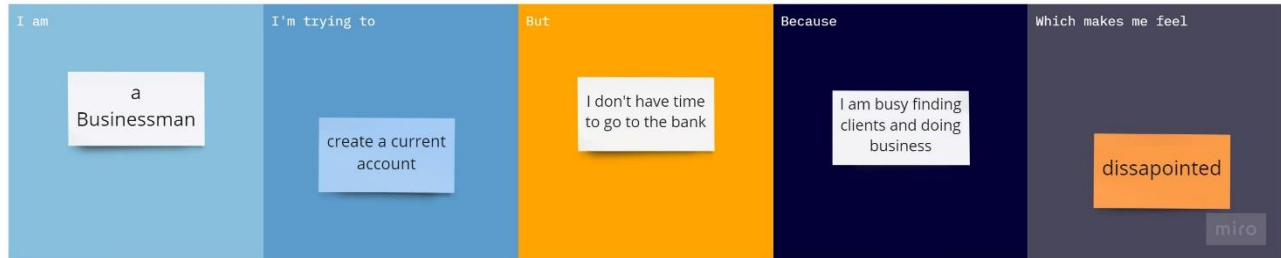 I am
a
Businessman
I'm trying to
create a current
account
But
I don't have time
to go to the bank
Because
I am busy finding
clients and doing
business
Which makes me feel
dissapointed
miro